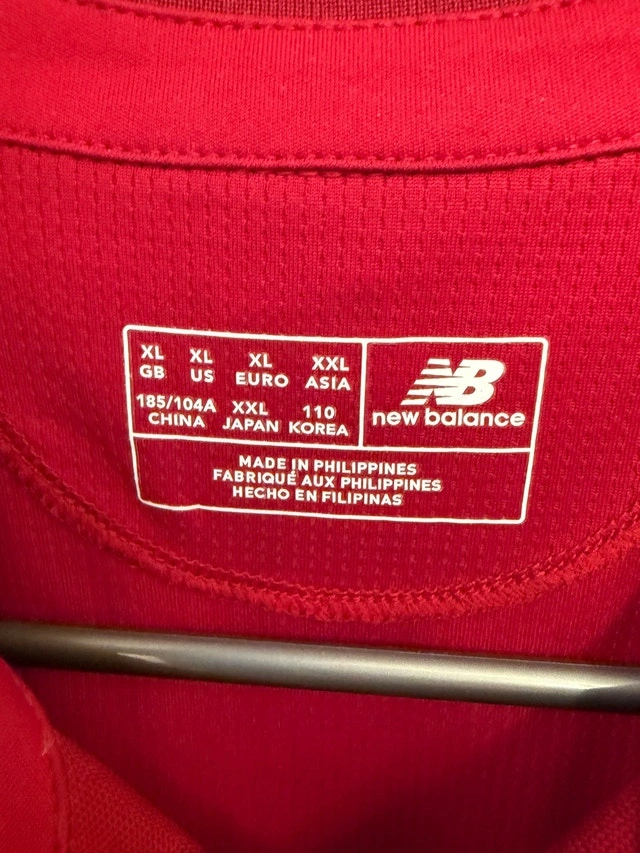 XL XL XL XXL
GB US EURO ASIA
185/104A XXL 110
CHINA JAPAN KOREA
NB
new balance
MADE IN PHILIPPINES
FABRIQUÉ AUX PHILIPPINES
HECHO EN FILIPINAS